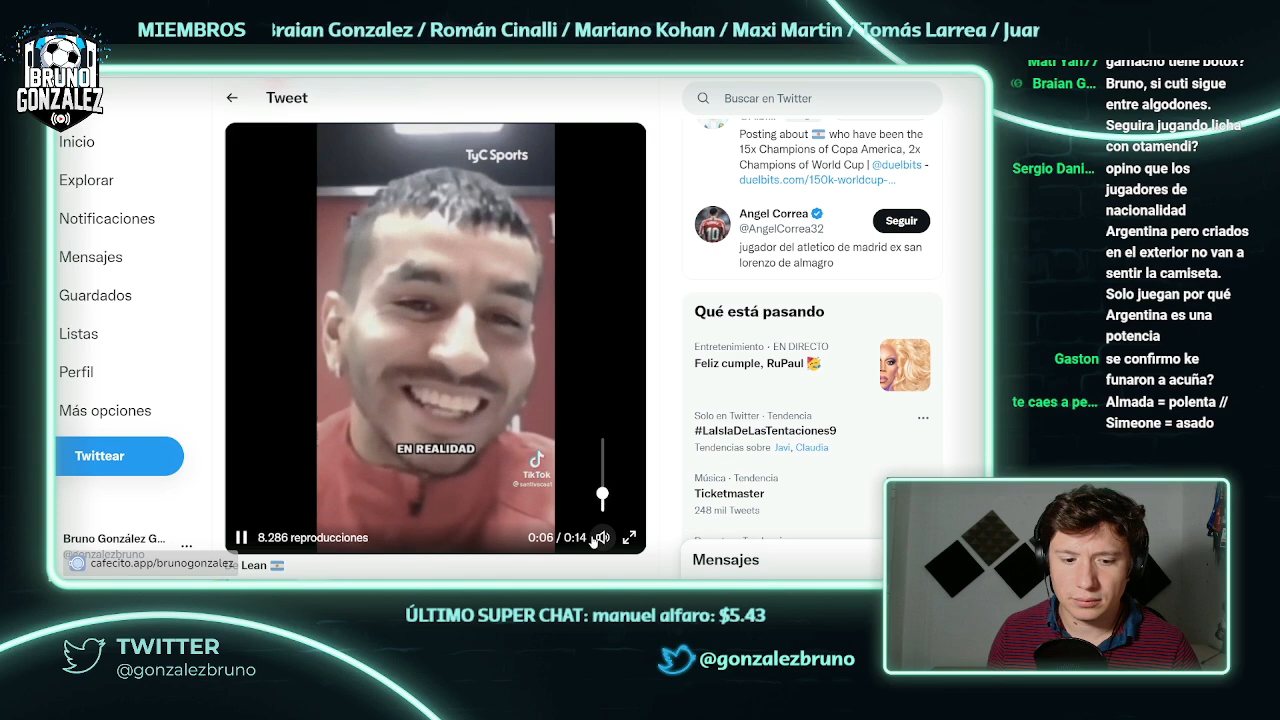 MIEMBROS
Braian Gonzalez / Román Cinalli / Mariano Kohan / Maxi Martin / Tomás Larrea / Juan
BRUNO
GONZALEZ
Inicio
Explorar
Notificaciones
Mensajes
Guardados
Listas
Perfil
Más opciones
Twittear
Bruno González G...
@gonzalezbruno
cafecito.app/brunogonzalez
Tweet
TyC Sports
EN REALIDAD
TikTok
8.286 reproducciones
0:06 / 0:14
Lean 🇦🇷
Buscar en Twitter
Posting about 🇦🇷 who have been the
15x Champions of Copa America, 2x
Champions of World Cup | @duelbits -
duelbits.com/150k-worldcup-...
Angel Correa
@AngelCorrea32
Seguir
jugador del atletico de madrid ex san
lorenzo de almagro
Qué está pasando
Entretenimiento · EN DIRECTO
Feliz cumple, RuPaul 🥳
Solo en Twitter · Tendencia
#LaIslaDeLasTentaciones9
Tendencias sobre Javi, Claudia
Música · Tendencia
Ticketmaster
248 mil Tweets
Mensajes
garnacho tiene botox?
Braian G... Bruno, si cuti sigue
entre algodones.
Seguira jugando licha
con otamendi?
Sergio Dani... opino que los
jugadores de
nacionalidad
Argentina pero criados
en el exterior no van a
sentir la camiseta.
Solo juegan por qué
Argentina es una
potencia
Gaston se confirmo ke
funaron a acuña?
te caes a pe... Almada = polenta //
Simeone = asado
ÚLTIMO SUPER CHAT: manuel alfaro: $5.43
TWITTER
@gonzalezbruno
@gonzalezbruno